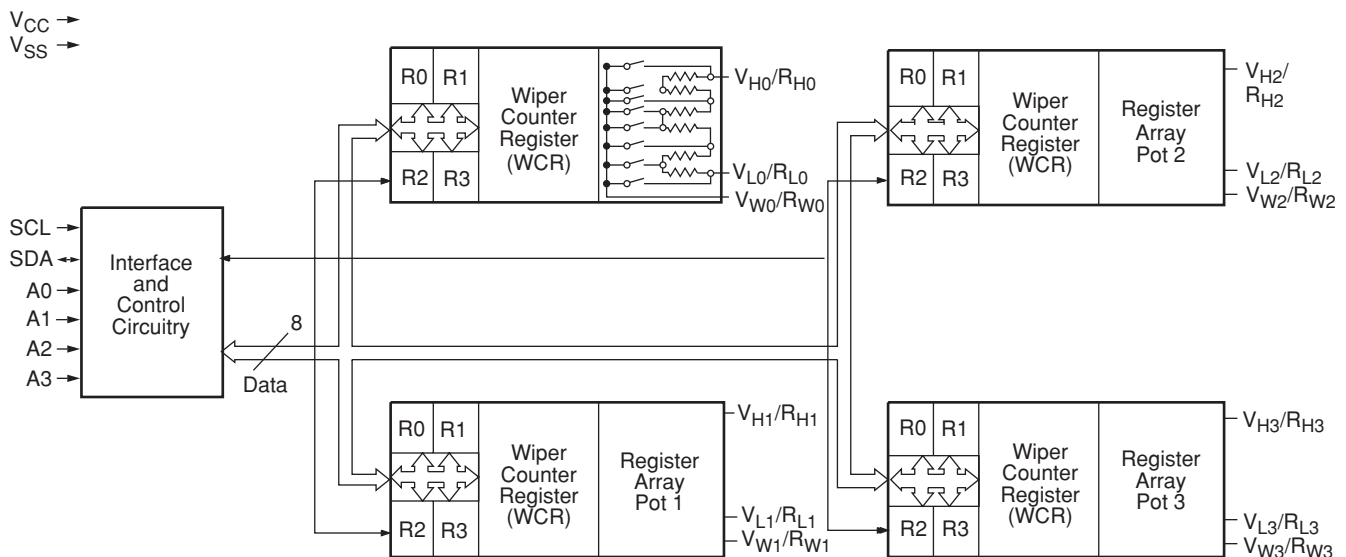 VCC
VSS
R0 R1
Wiper
Counter
Register
(WCR)
R2 R3
VH0/RH0
VL0/RL0
VW0/RW0
R0 R1
Wiper
Counter
Register
(WCR)
R2 R3
Register
Array
Pot 2
VH2/
RH2
VL2/RL2
VW2/RW2
SCL
SDA
A0
A1
A2
A3
Interface
and
Control
Circuitry
8
Data
R0 R1
Wiper
Counter
Register
(WCR)
R2 R3
Register
Array
Pot 1
VH1/RH1
VL1/RL1
VW1/RW1
R0 R1
Wiper
Counter
Register
(WCR)
R2 R3
Register
Array
Pot 3
VH3/RH3
VL3/RL3
VW3/RW3